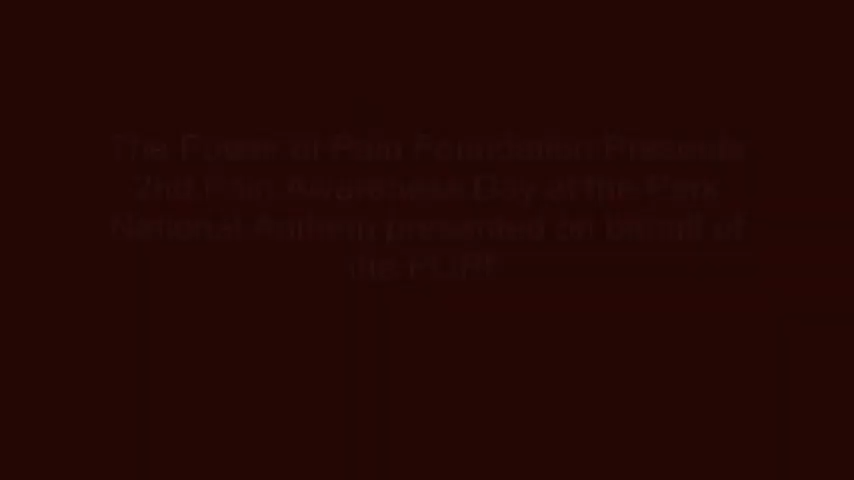 The Power of Pain Foundation Presents
2nd Pain Awareness Day at the Park
National Anthem presented on behalf of
the POPF